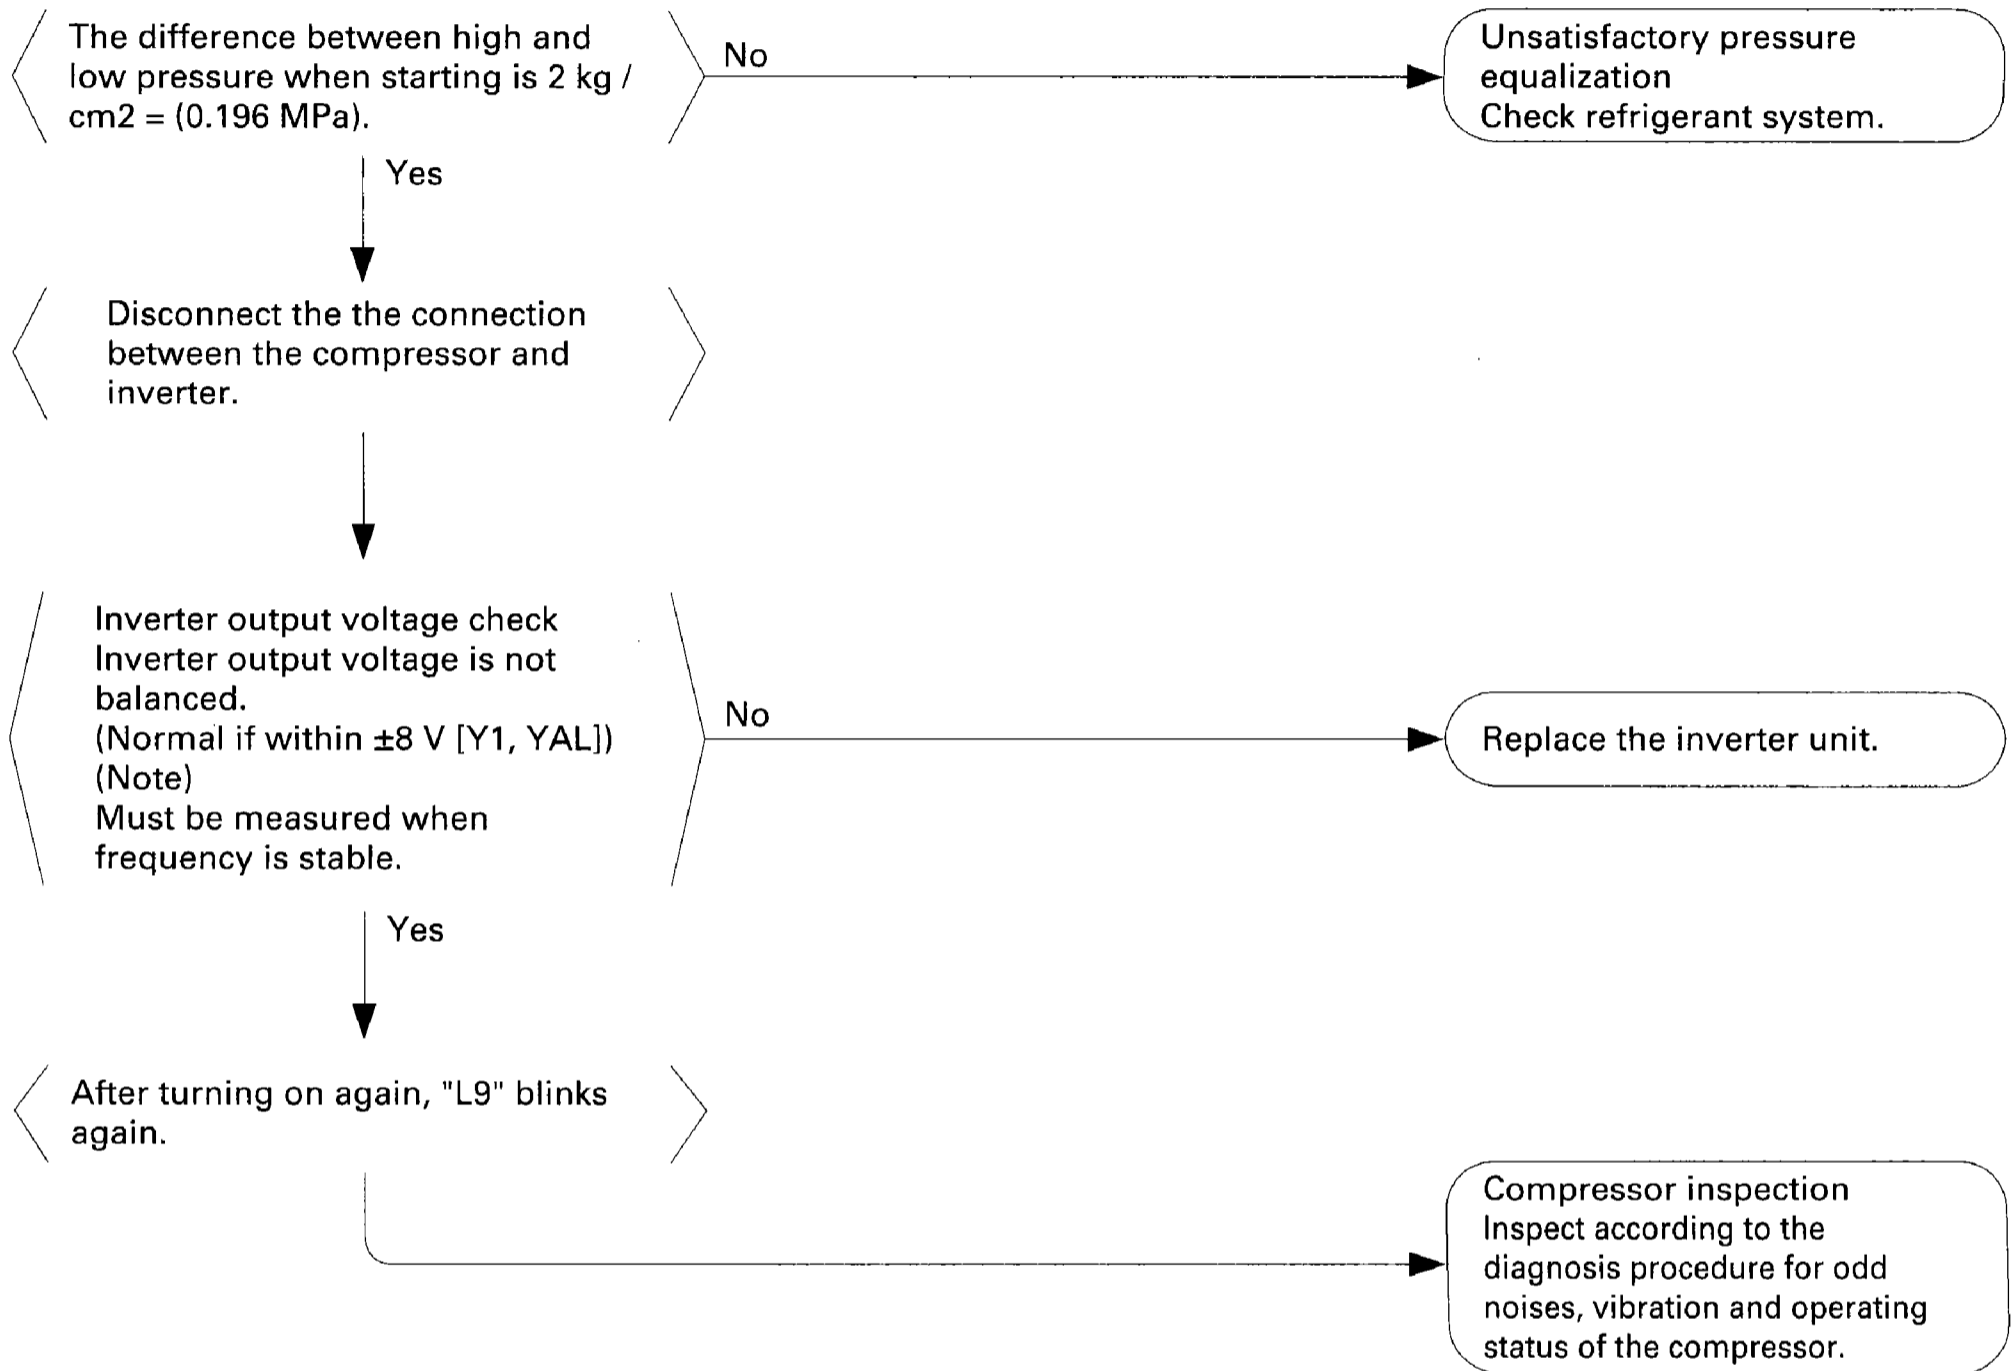 The difference between high and
low pressure when starting is 2 kg /
cm2 = (0.196 MPa).
No
Unsatisfactory pressure
equalization
Check refrigerant system.
Yes
Disconnect the the connection
between the compressor and
inverter.
Inverter output voltage check
Inverter output voltage is not
balanced.
(Normal if within ±8 V [Y1, YAL])
(Note)
Must be measured when
frequency is stable.
No
Replace the inverter unit.
Yes
After turning on again, "L9" blinks
again.
Compressor inspection
Inspect according to the
diagnosis procedure for odd
noises, vibration and operating
status of the compressor.